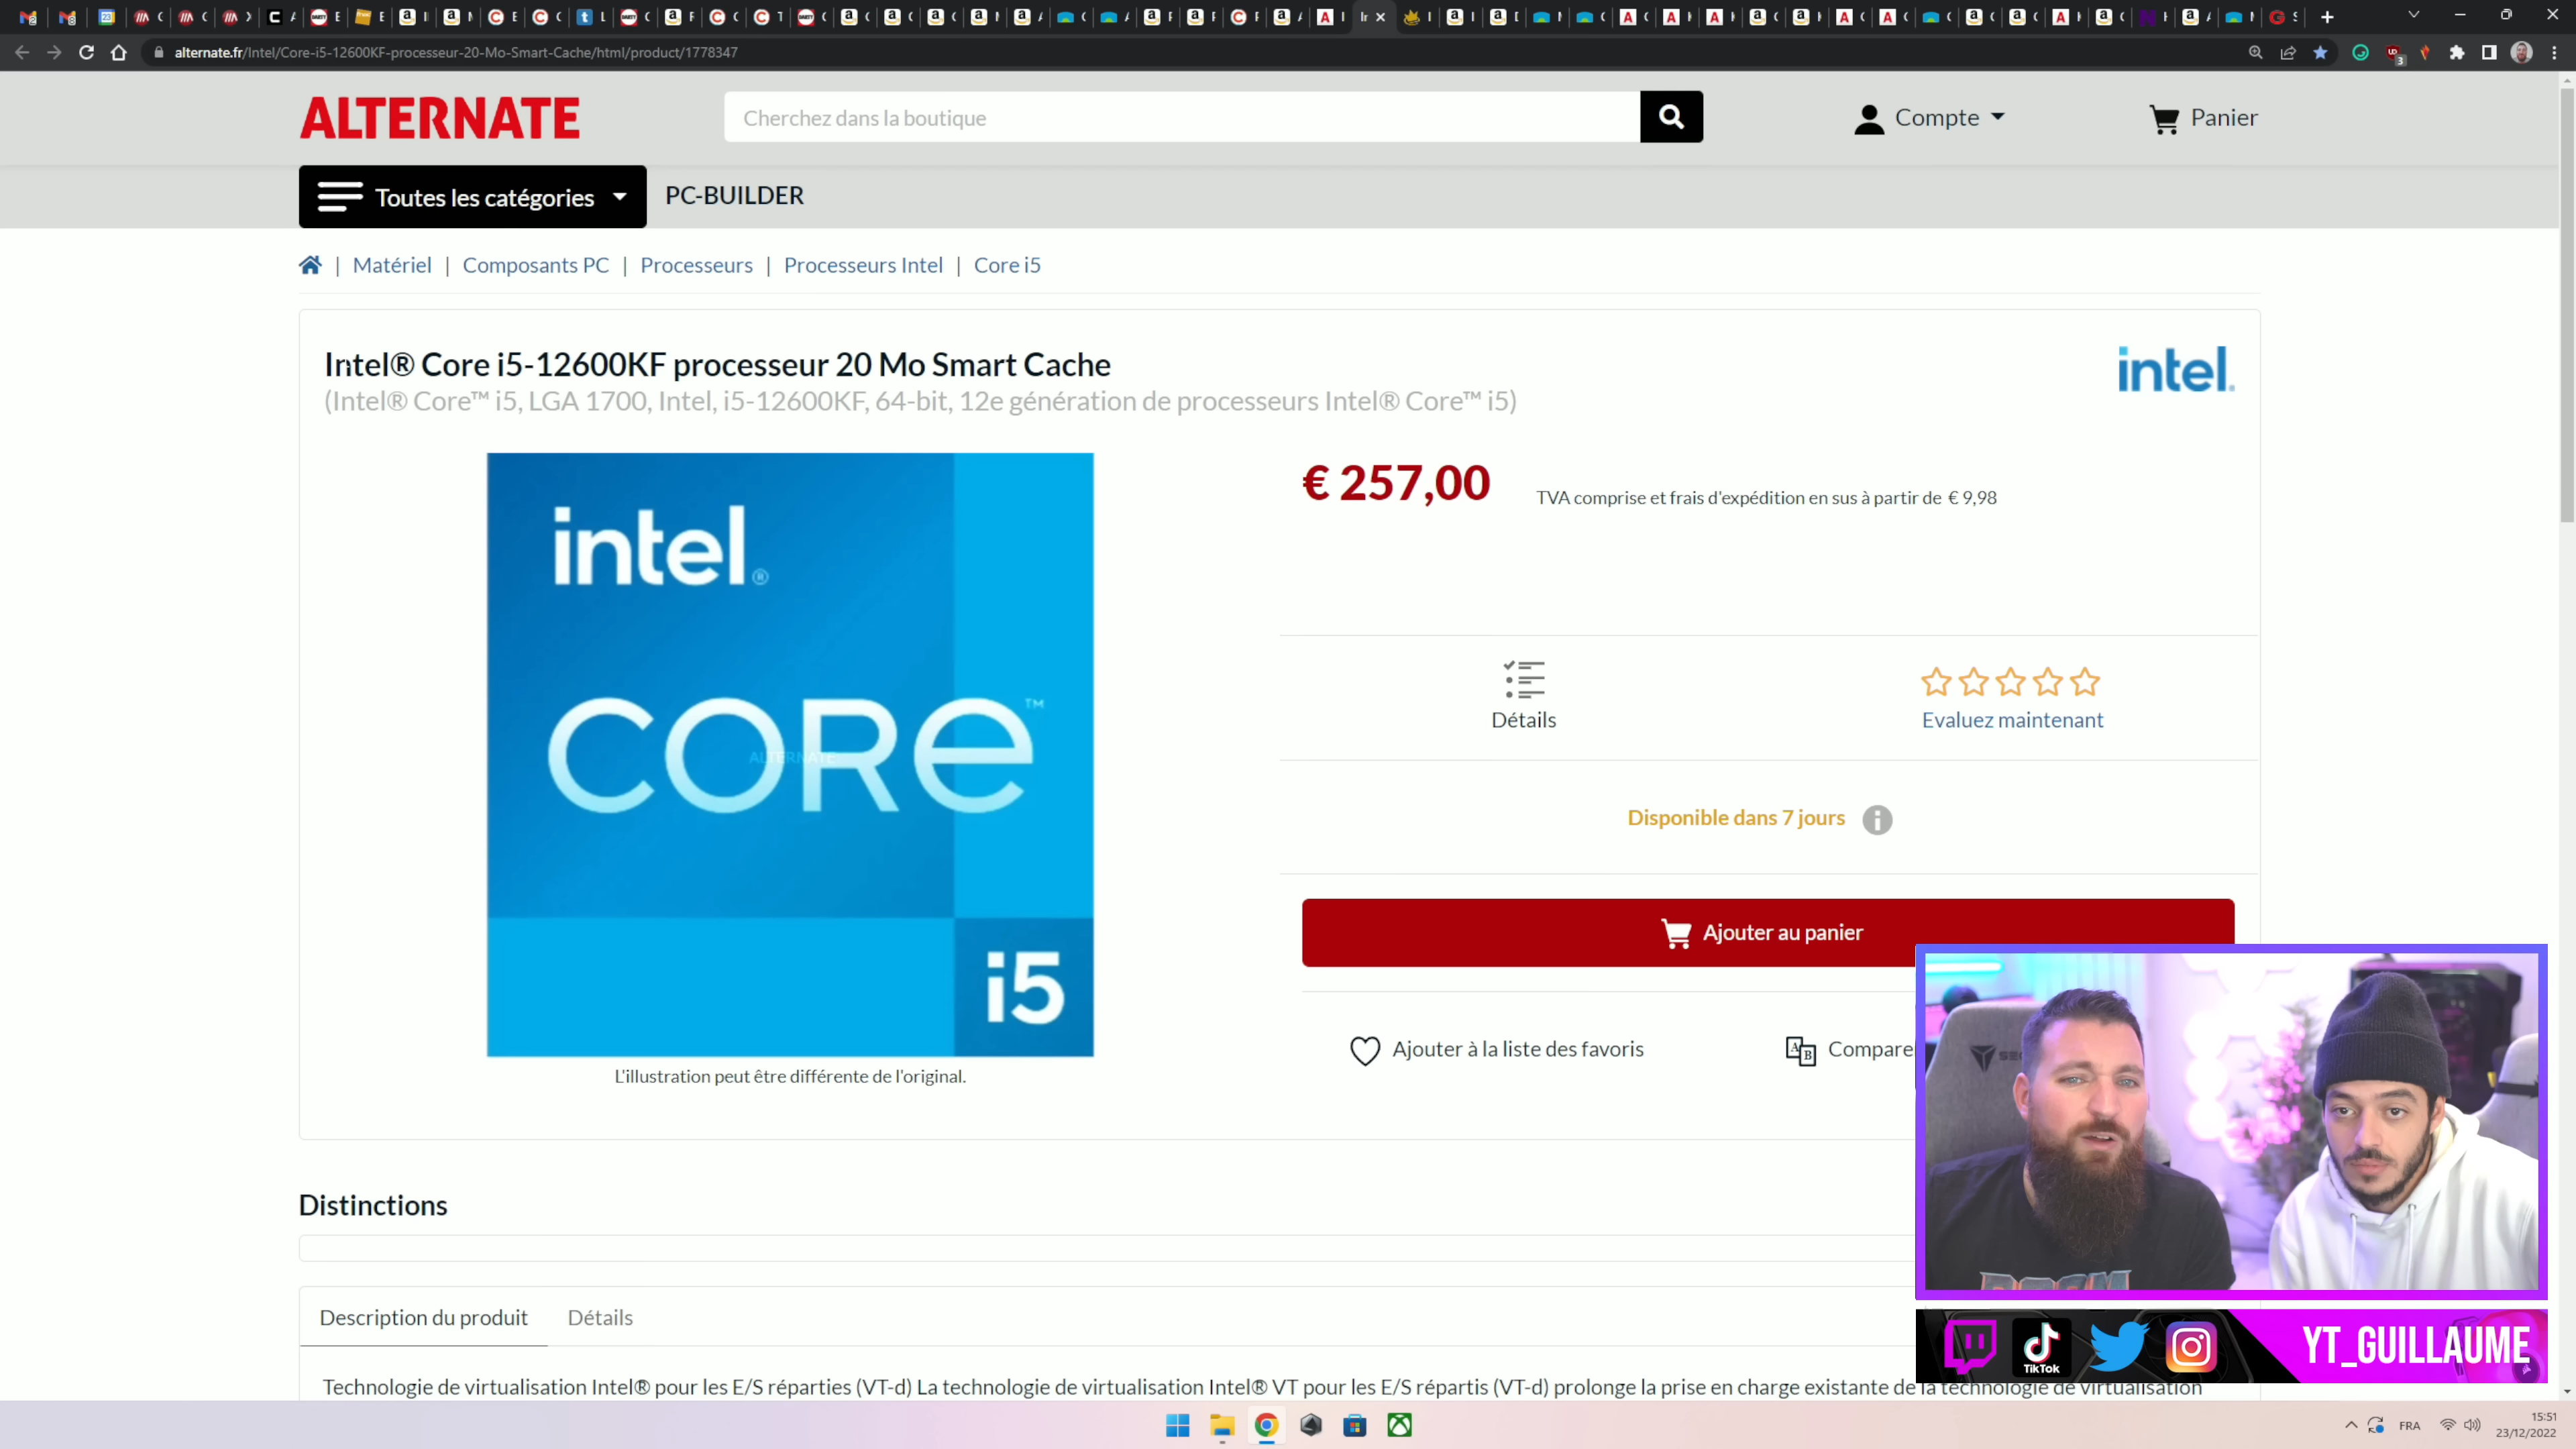 alternate.fr/Intel/Core-i5-12600KF-processeur-20-Mo-Smart-Cache/html/product/1778347
ALTERNATE
Cherchez dans la boutique
Compte
Panier
Toutes les catégories
PC-BUILDER
| Matériel | Composants PC | Processeurs | Processeurs Intel | Core i5
Intel® Core i5-12600KF processeur 20 Mo Smart Cache
(Intel® Core™ i5, LGA 1700, Intel, i5-12600KF, 64-bit, 12e génération de processeurs Intel® Core™ i5)
intel.
intel®
CORE™
ALTERNATE
i5
L'illustration peut être différente de l'original.
€ 257,00
TVA comprise et frais d'expédition en sus à partir de € 9,98
Détails
Evaluez maintenant
Disponible dans 7 jours
Ajouter au panier
Ajouter à la liste des favoris
Compare
Distinctions
Description du produit
Détails
Technologie de virtualisation Intel® pour les E/S réparties (VT-d) La technologie de virtualisation Intel® VT pour les E/S répartis (VT-d) prolonge la prise en charge existante de la technologie de virtualisation
TikTok
YT_GUILLAUME
FRA
15:51
23/12/2022